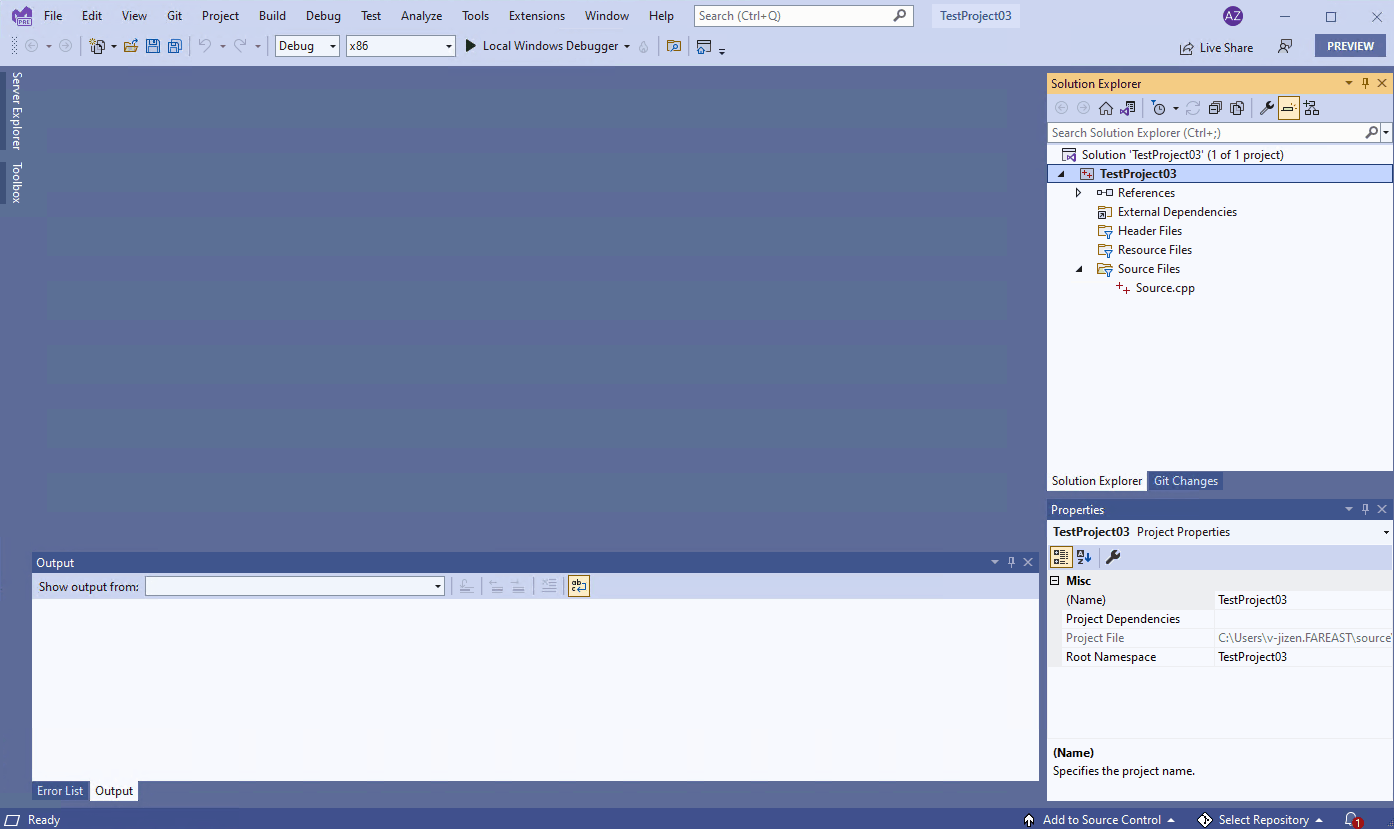 File Edit View Git Project Build Debug Test Analyze Tools Extensions Window Help Search (Ctrl+Q) TestProject03 AZ
PRE
Debug x86 Local Windows Debugger Live Share PREVIEW
Server Explorer
Toolbox
Solution Explorer
Search Solution Explorer (Ctrl+;)
Solution 'TestProject03' (1 of 1 project)
TestProject03
References
External Dependencies
Header Files
Resource Files
Source Files
Source.cpp
Solution Explorer Git Changes
Properties
TestProject03 Project Properties
Misc
(Name) TestProject03
Project Dependencies
Project File C:\Users\v-jizen.FAREAST\source\
Root Namespace TestProject03
(Name)
Specifies the project name.
Output
Show output from:
Error List Output
Ready Add to Source Control Select Repository 1